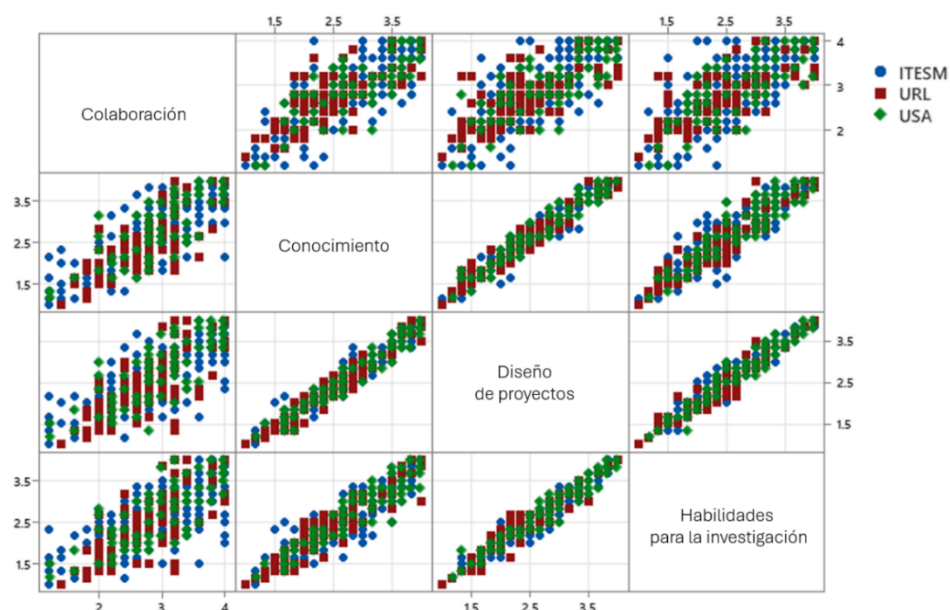 1.5 2.5 3.5 1.5 2.5 3.5
Colaboración
4
3
2
ITESM
URL
USA
3.5
2.5
1.5
Conocimiento
Diseño
de proyectos
3.5
2.5
1.5
3.5
2.5
1.5
Habilidades
para la investigación
2 3 4 1.5 2.5 3.5